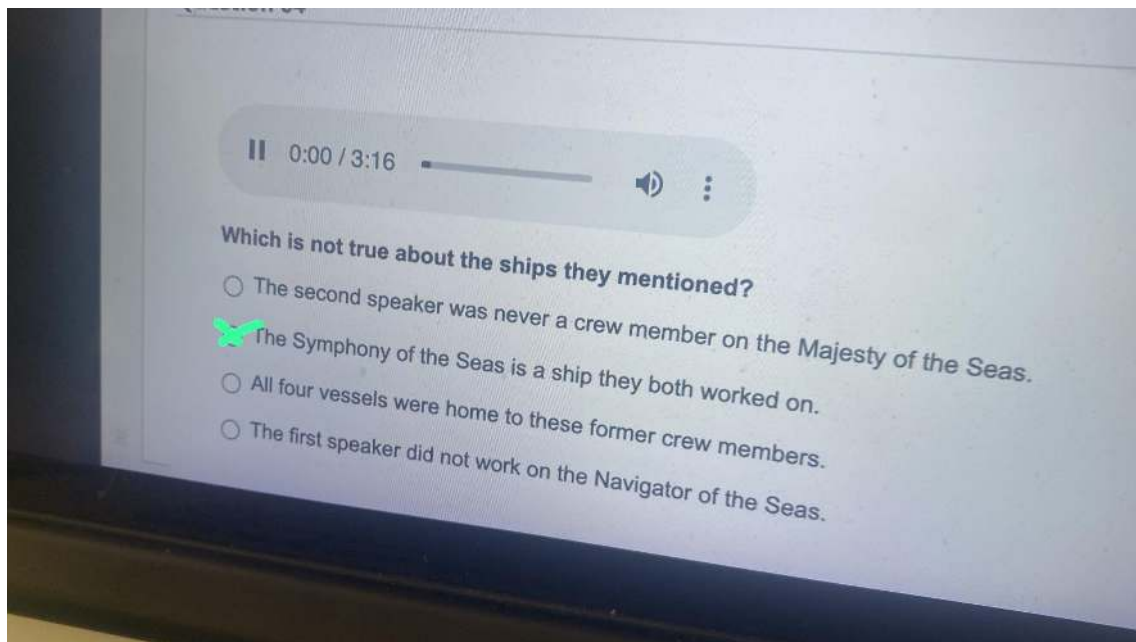 0:00 / 3:16
Which is not true about the ships they mentioned?
The second speaker was never a crew member on the Majesty of the Seas.
The Symphony of the Seas is a ship they both worked on.
All four vessels were home to these former crew members.
The first speaker did not work on the Navigator of the Seas.